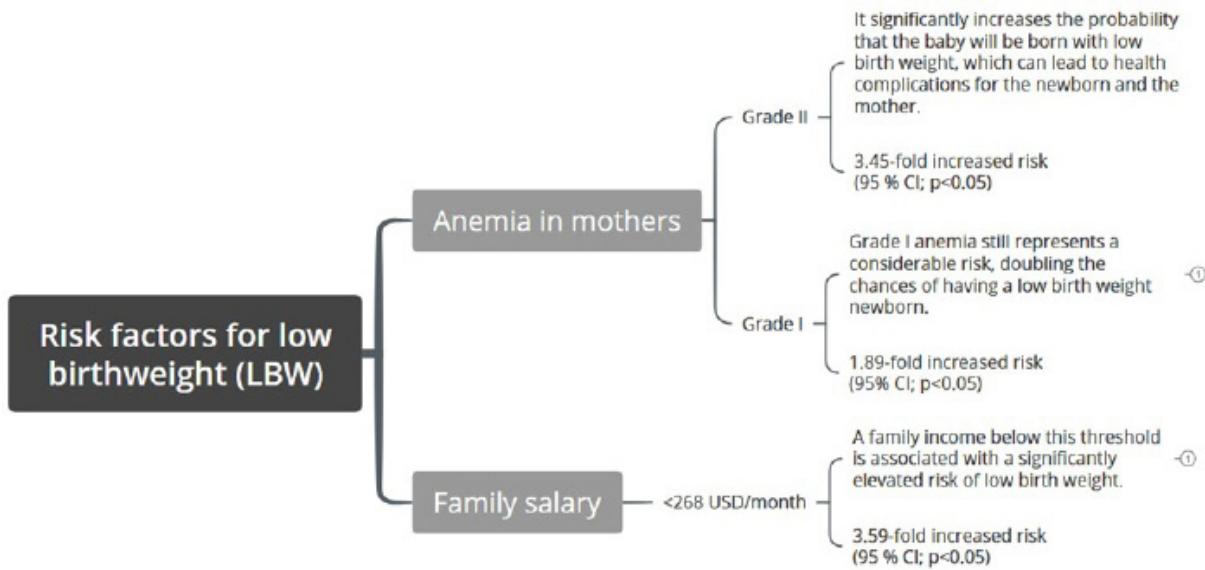 Risk factors for low
birthweight (LBW)
Anemia in mothers
Grade II
It significantly increases the probability
that the baby will be born with low
birth weight, which can lead to health
complications for the newborn and the
mother.
3.45-fold increased risk
(95 % CI; p<0.05)
Grade I
Grade I anemia still represents a
considerable risk, doubling the
chances of having a low birth weight
newborn.
1
1.89-fold increased risk
(95% CI; p<0.05)
Family salary
<268 USD/month
A family income below this threshold
is associated with a significantly
elevated risk of low birth weight.
1
3.59-fold increased risk
(95 % CI; p<0.05)